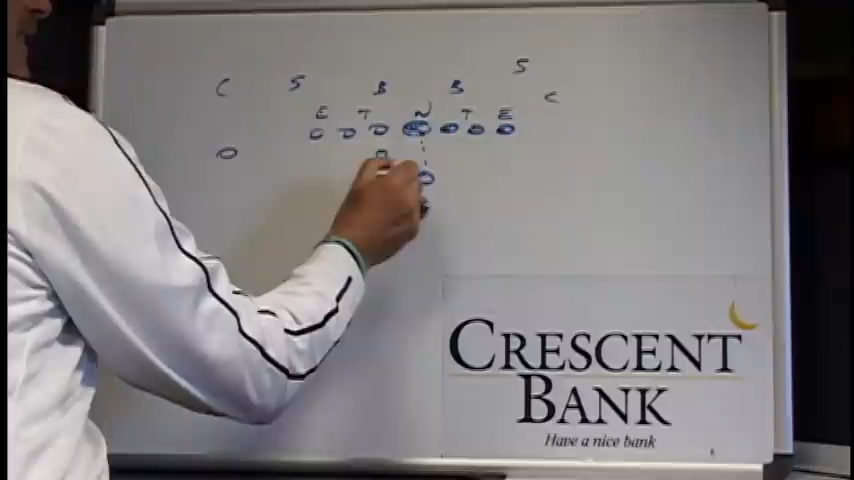 S
C S B B C
E T N T E
CRESCENT
BANK
Have a nice bank